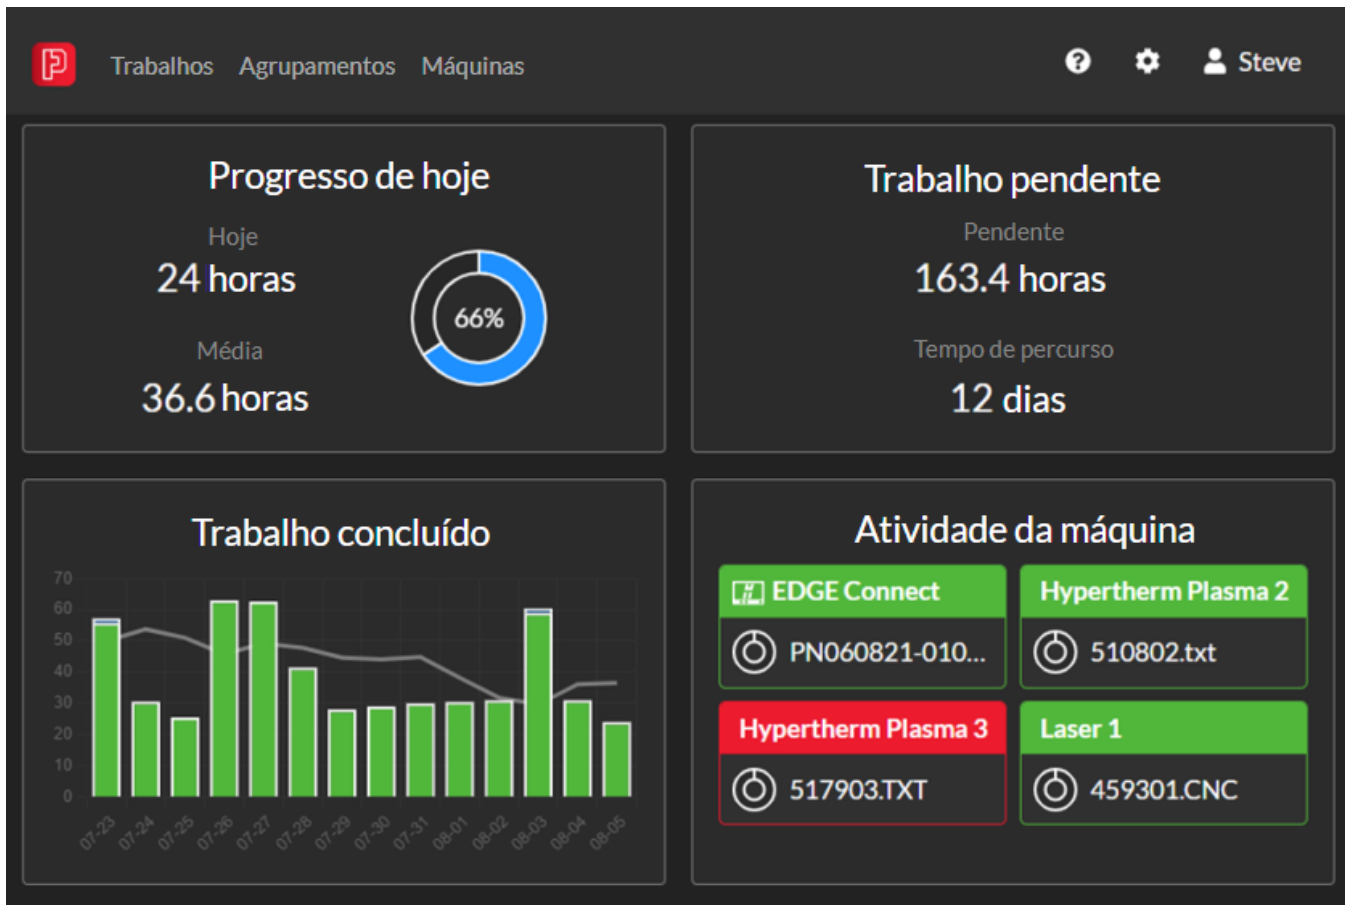 Trabalhos Agrupamentos Máquinas
Steve
Progresso de hoje
Hoje
24 horas
Média
36.6 horas
66%
Trabalho pendente
Pendente
163.4 horas
Tempo de percurso
12 dias
Trabalho concluído
70
60
50
40
30
20
10
0
07-23 07-24 07-25 07-26 07-27 07-28 07-29 07-30 07-31 08-01 08-02 08-03 08-04 08-05
Atividade da máquina
EDGE Connect
PN060821-010...
Hypertherm Plasma 2
510802.txt
Hypertherm Plasma 3
517903.TXT
Laser 1
459301.CNC